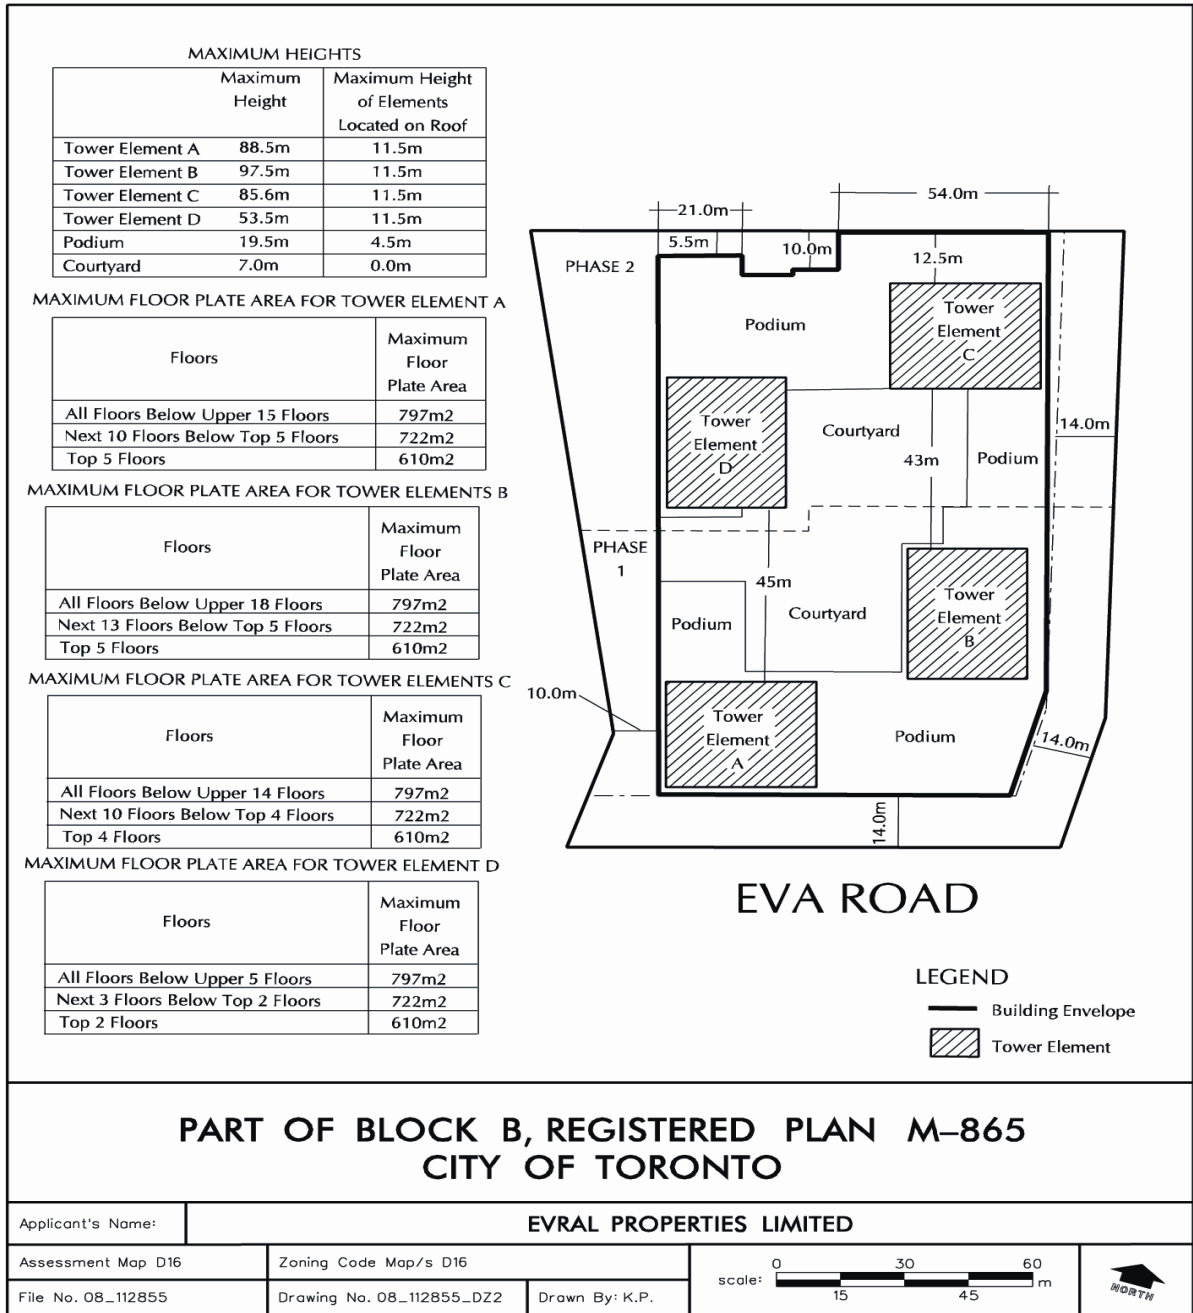 MAXIMUM HEIGHTS
Maximum Height
Maximum Height of Elements Located on Roof
Tower Element A 88.5m 11.5m
Tower Element B 97.5m 11.5m
Tower Element C 85.6m 11.5m
Tower Element D 53.5m 11.5m
Podium 19.5m 4.5m
Courtyard 7.0m 0.0m
MAXIMUM FLOOR PLATE AREA FOR TOWER ELEMENT A
Floors
Maximum
Floor
Plate Area
All Floors Below Upper 15 Floors 797m2
Next 10 Floors Below Top 5 Floors 722m2
Top 5 Floors 610m2
MAXIMUM FLOOR PLATE AREA FOR TOWER ELEMENTS B
Floors
Maximum
Floor
Plate Area
All Floors Below Upper 18 Floors 797m2
Next 13 Floors Below Top 5 Floors 722m2
Top 5 Floors 610m2
MAXIMUM FLOOR PLATE AREA FOR TOWER ELEMENTS C
Floors
Maximum
Floor
Plate Area
All Floors Below Upper 14 Floors 797m2
Next 10 Floors Below Top 4 Floors 722m2
Top 4 Floors 610m2
MAXIMUM FLOOR PLATE AREA FOR TOWER ELEMENT D
Floors
Maximum
Floor
Plate Area
All Floors Below Upper 5 Floors 797m2
Next 3 Floors Below Top 2 Floors 722m2
Top 2 Floors 610m2
54.0m
21.0m
5.5m
10.0m
12.5m
PHASE 2
Podium
Tower
Element
C
Tower
Element
D
Courtyard
43m
Podium
14.0m
PHASE
1
45m
Podium
Courtyard
Tower
Element
B
10.0m
Tower
Element
A
Podium
14.0m
14.0m
EVA ROAD
LEGEND
Building Envelope
Tower Element
PART OF BLOCK B, REGISTERED PLAN M–865
CITY OF TORONTO
Applicant's Name:
EVRAL PROPERTIES LIMITED
Assessment Map D16
Zoning Code Map/s D16
File No. 08_112855
Drawing No. 08_112855_DZ2
Drawn By: K.P.
scale:
0 30 60
m
15 45
NORTH